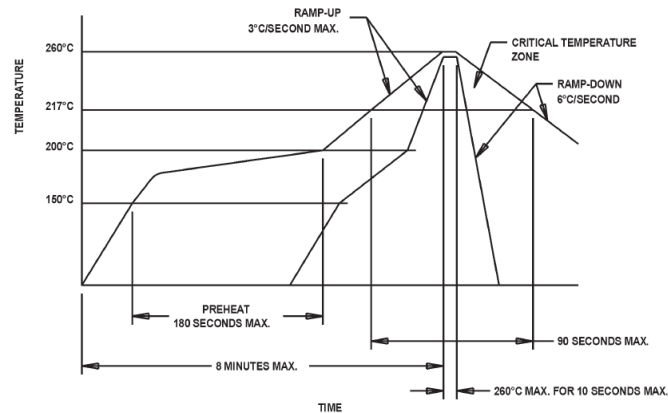 RAMP-UP
3°C/SECOND MAX.
260°C
CRITICAL TEMPERATURE
ZONE
RAMP-DOWN
6°C/SECOND
217°C
200°C
150°C
TEMPERATURE
PREHEAT
180 SECONDS MAX.
90 SECONDS MAX.
8 MINUTES MAX.
260°C MAX. FOR 10 SECONDS MAX.
TIME